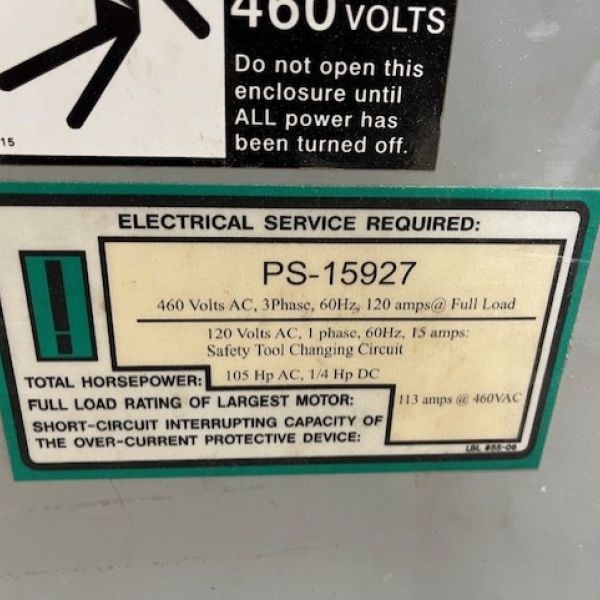 460 VOLTS
Do not open this
enclosure until
ALL power has
been turned off.
15
ELECTRICAL SERVICE REQUIRED:
PS-15927
460 Volts AC, 3Phase, 60Hz, 120 amps@ Full Load
120 Volts AC, 1 phase, 60Hz, 15 amps:
Safety Tool Changing Circuit
TOTAL HORSEPOWER: 105 Hp AC, 1/4 Hp DC
FULL LOAD RATING OF LARGEST MOTOR: 113 amps @ 460VAC
SHORT-CIRCUIT INTERRUPTING CAPACITY OF
THE OVER-CURRENT PROTECTIVE DEVICE:
LBL #55-06